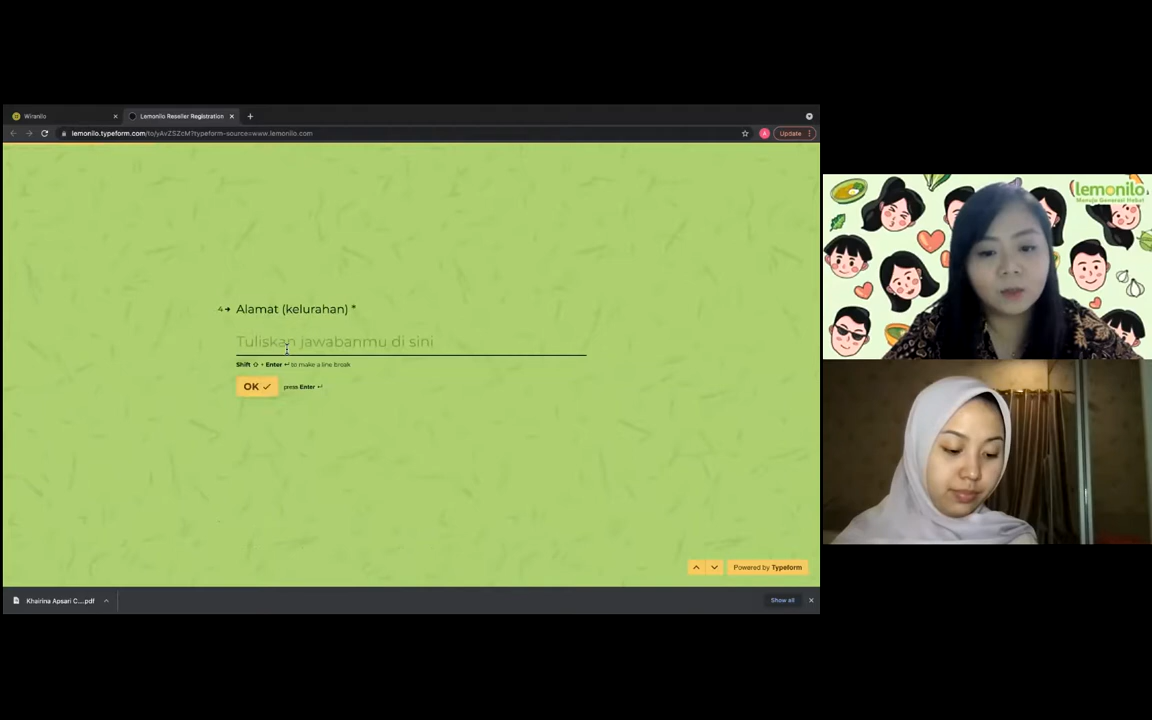 Wiranilo
Lemonilo Reseller Registration
lemonilo.typeform.com/to/yAvZSZcM?typeform-source=www.lemonilo.com
A
Update
4
Alamat (kelurahan) *
Tuliskan jawabanmu di sini
Shift ⇧ + Enter ↵ to make a line break
OK
press Enter ↵
Powered by Typeform
Khairina Apsari C....pdf
Show all
lemonilo
Menuju Generasi Hebat